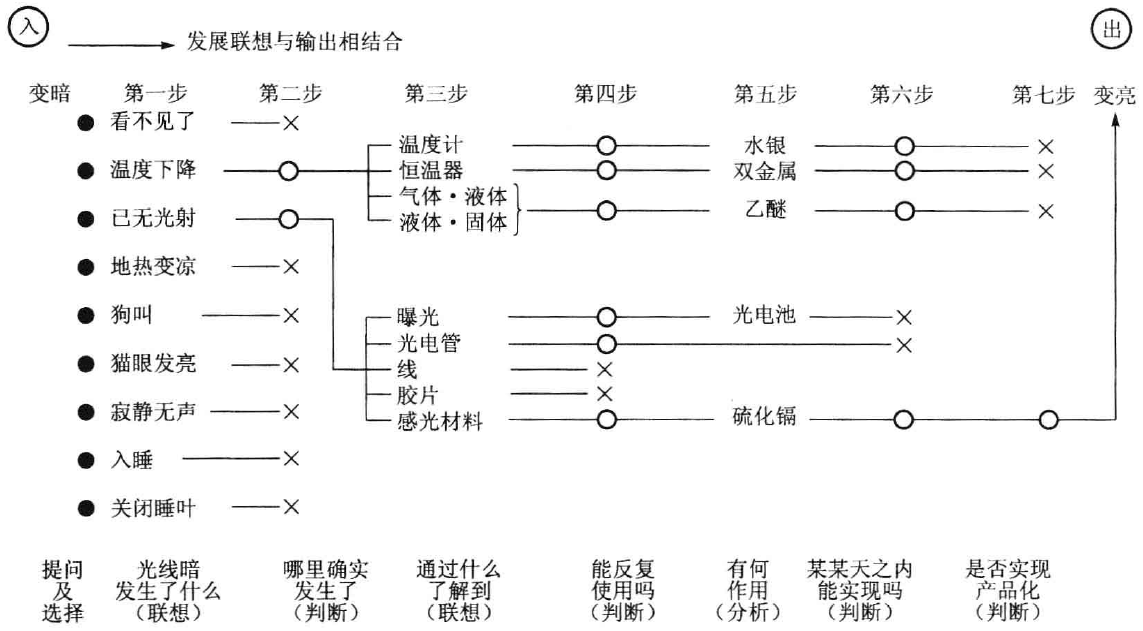 入
出
发展联想与输出相结合
变暗 第一步 第二步 第三步 第四步 第五步 第六步 第七步 变亮
看不见了
温度下降
已无光射
地热变凉
狗叫
猫眼发亮
寂静无声
入睡
关闭睡叶
温度计
恒温器
气体·液体
液体·固体
水银
双金属
乙醚
曝光
光电管
线
胶片
感光材料
光电池
硫化镉
提问
及
选择
光线暗
发生了什么
(联想)
哪里确实
发生了
(判断)
通过什么
了解到
(联想)
能反复
使用吗
(判断)
有何
作用
(分析)
某某天之内
能实现吗
(判断)
是否实现
产品化
(判断)